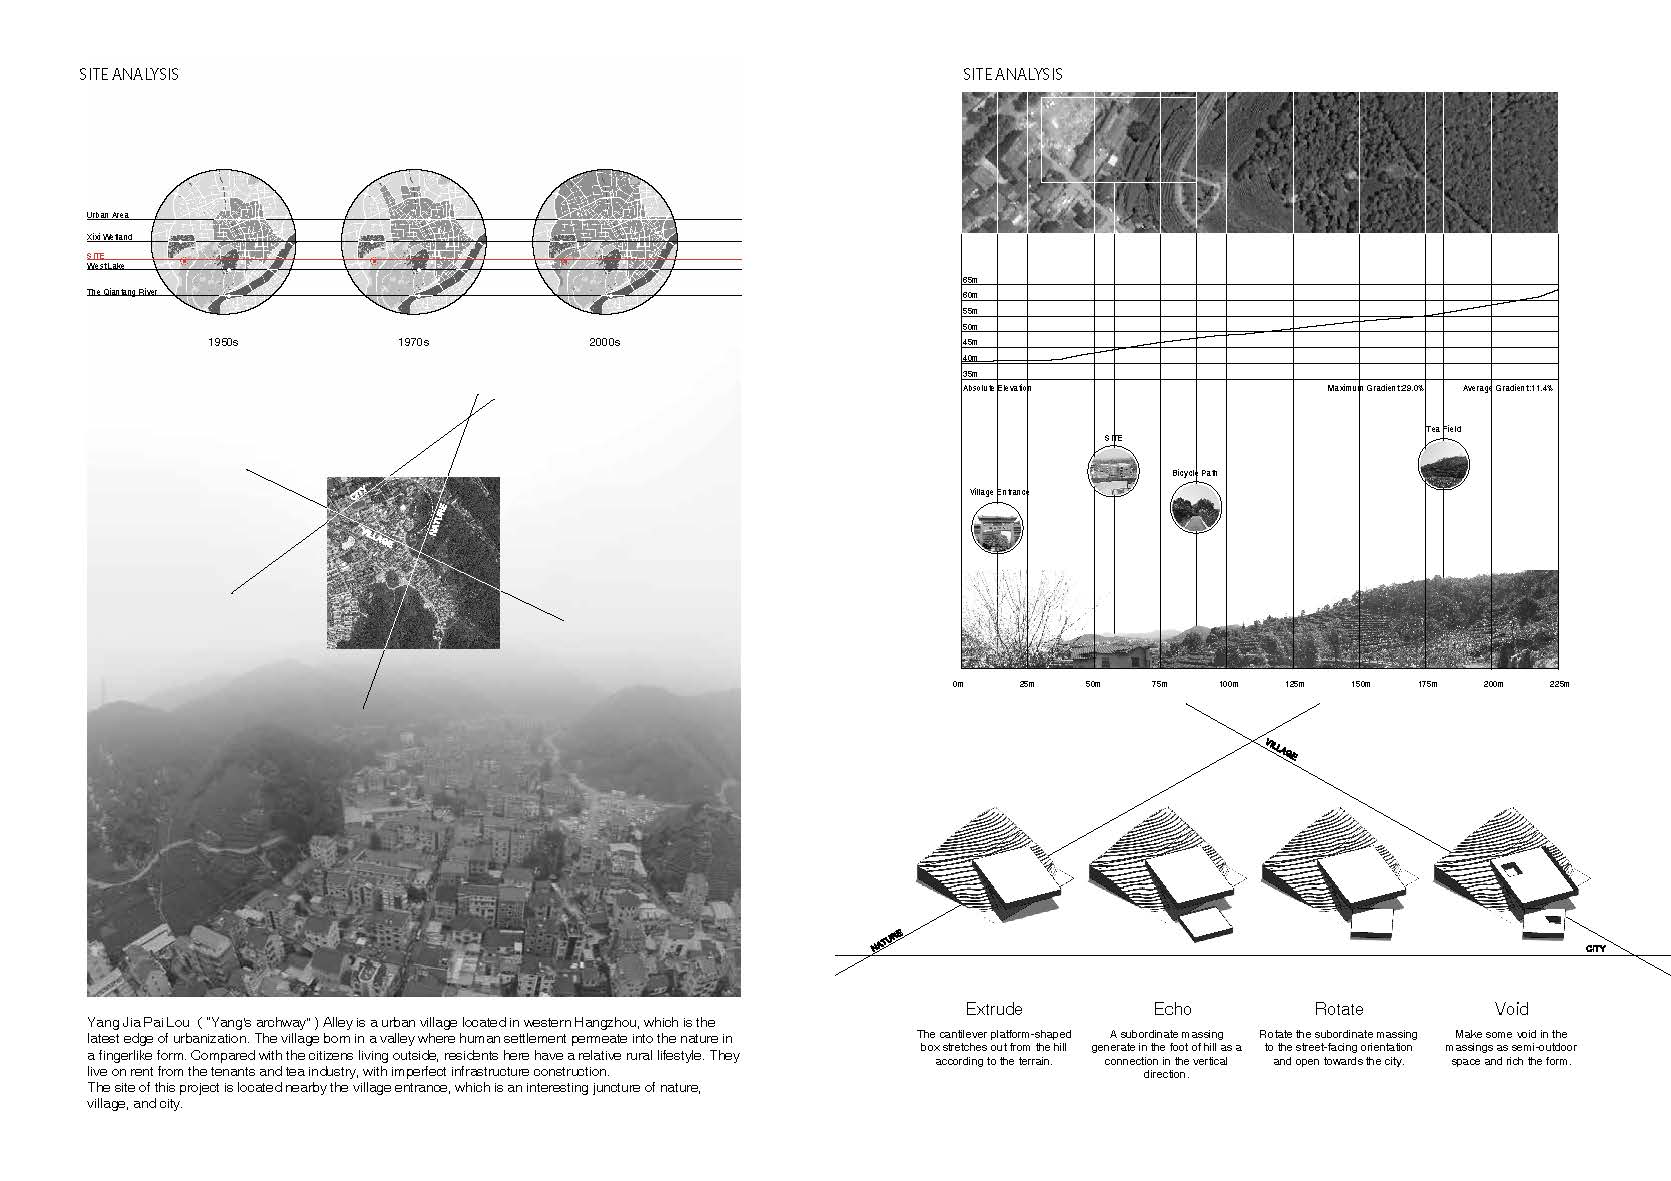 SITE ANALYSIS
Urban Area
Xixi Wetland
SITE
West Lake
The Qiantang River
1950s
1970s
2000s
CITY
NATURE
VILLAGE
Yang Jia Pai Lou ( "Yang's archway" ) Alley is a urban village located in western Hangzhou, which is the
latest edge of urbanization. The village born in a valley where human settlement permeate into the nature in
a fingerlike form. Compared with the citizens living outside, residents here have a relative rural lifestyle. They
live on rent from the tenants and tea industry, with imperfect infrastructure construction.
The site of this project is located nearby the village entrance, which is an interesting juncture of nature,
village, and city.
SITE ANALYSIS
65m
60m
55m
50m
45m
40m
35m
Absolute Elevation
Maximum Gradient:29.0%
Average Gradient:11.4%
Tea Field
SITE
Bicycle Path
Village Entrance
0m
25m
50m
75m
100m
125m
150m
175m
200m
225m
VILLAGE
NATURE
CITY
Extrude
The cantilever platform-shaped
box stretches out from the hill
according to the terrain.
Echo
A subordinate massing
generate in the foot of hill as a
connection in the vertical
direction.
Rotate
Rotate the subordinate massing
to the street-facing orientation
and open towards the city.
Void
Make some void in the
massings as semi-outdoor
space and rich the form.